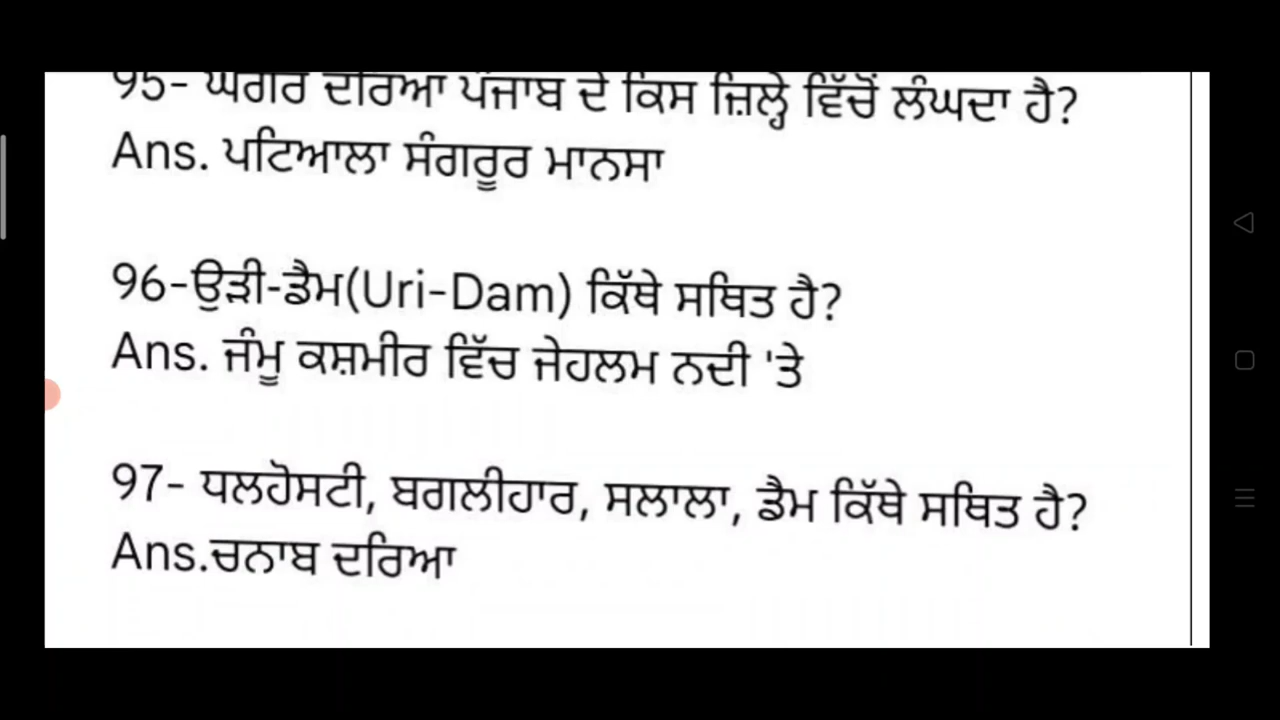 95- ਘਗਰ ਦਰਿਆ ਪੰਜਾਬ ਦੇ ਕਿਸ ਜ਼ਿਲ੍ਹੇ ਵਿੱਚੋਂ ਲੰਘਦਾ ਹੈ?
Ans. ਪਟਿਆਲਾ ਸੰਗਰੂਰ ਮਾਨਸਾ
96-ਉੜੀ-ਡੈਮ(Uri-Dam) ਕਿੱਥੇ ਸਥਿਤ ਹੈ?
Ans. ਜੰਮੂ ਕਸ਼ਮੀਰ ਵਿੱਚ ਜੇਹਲਮ ਨਦੀ 'ਤੇ
97- ਧਲਹੋਸਟੀ, ਬਗਲੀਹਾਰ, ਸਲਾਲਾ, ਡੈਮ ਕਿੱਥੇ ਸਥਿਤ ਹੈ?
Ans.ਚਨਾਬ ਦਰਿਆ